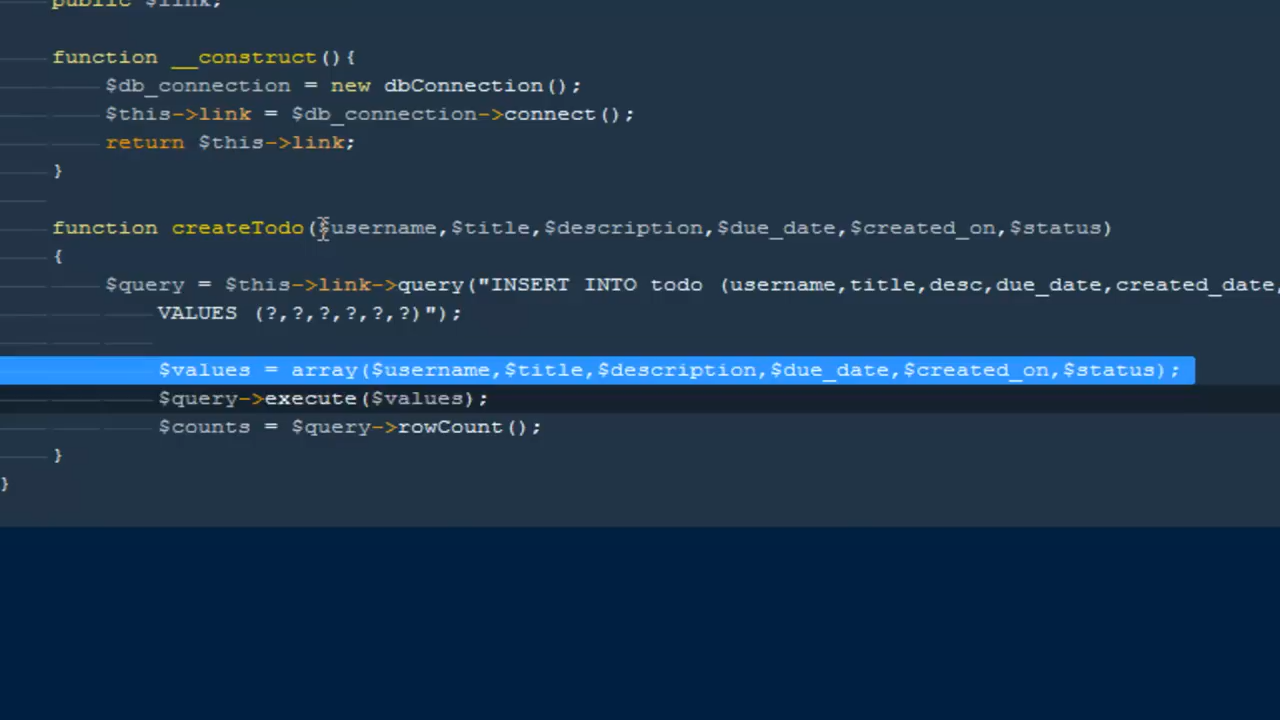 public $link;
function __construct(){
$db_connection = new dbConnection();
$this->link = $db_connection->connect();
return $this->link;
}
function createTodo($username,$title,$description,$due_date,$created_on,$status)
{
$query = $this->link->query("INSERT INTO todo (username,title,desc,due_date,created_date,
VALUES (?,?,?,?,?,?)");
$values = array($username,$title,$description,$due_date,$created_on,$status);
$query->execute($values);
$counts = $query->rowCount();
}
}